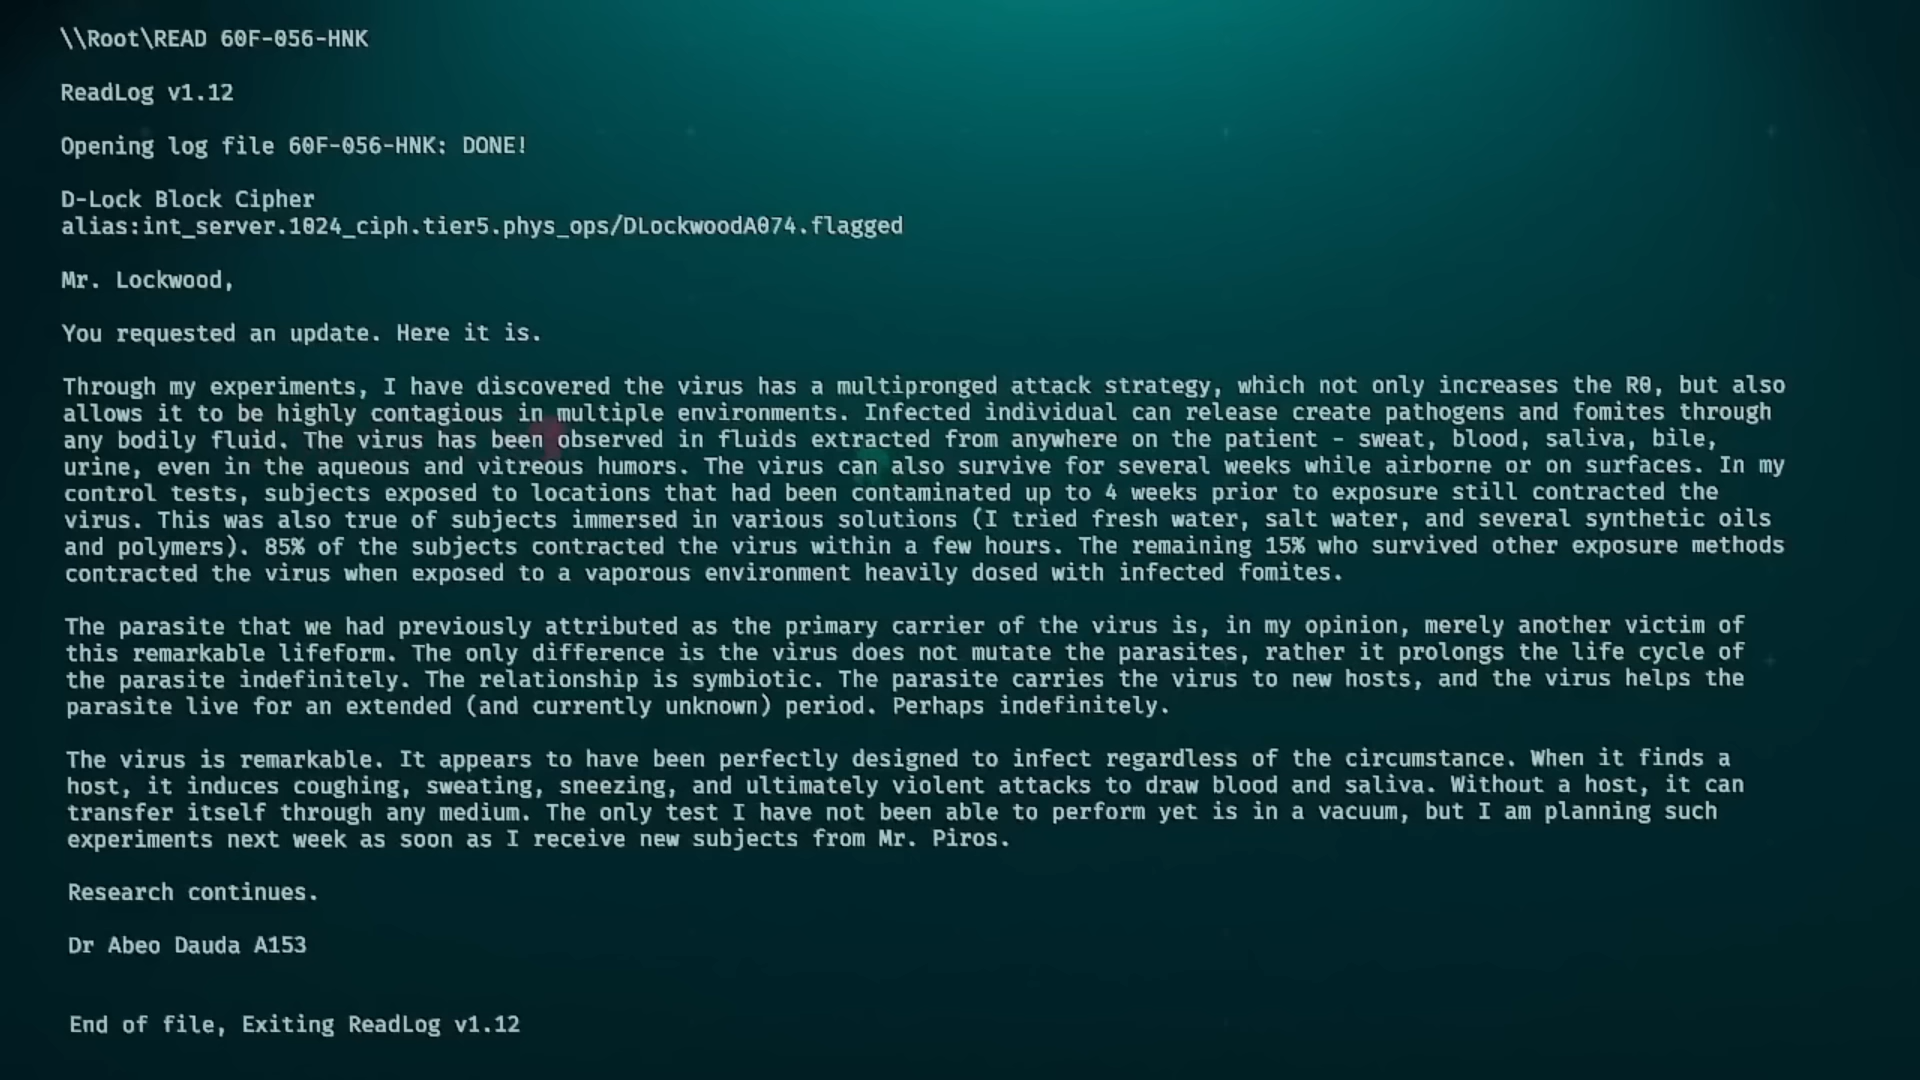 \\Root\READ 60F-056-HNK
ReadLog v1.12
Opening log file 60F-056-HNK: DONE!
D-Lock Block Cipher
alias:int_server.1024_ciph.tier5.phys_ops/DLockwoodA074.flagged
Mr. Lockwood,
You requested an update. Here it is.
Through my experiments, I have discovered the virus has a multipronged attack strategy, which not only increases the R0, but also
allows it to be highly contagious in multiple environments. Infected individual can release create pathogens and fomites through
any bodily fluid. The virus has been observed in fluids extracted from anywhere on the patient - sweat, blood, saliva, bile,
urine, even in the aqueous and vitreous humors. The virus can also survive for several weeks while airborne or on surfaces. In my
control tests, subjects exposed to locations that had been contaminated up to 4 weeks prior to exposure still contracted the
virus. This was also true of subjects immersed in various solutions (I tried fresh water, salt water, and several synthetic oils
and polymers). 85% of the subjects contracted the virus within a few hours. The remaining 15% who survived other exposure methods
contracted the virus when exposed to a vaporous environment heavily dosed with infected fomites.
The parasite that we had previously attributed as the primary carrier of the virus is, in my opinion, merely another victim of
this remarkable lifeform. The only difference is the virus does not mutate the parasites, rather it prolongs the life cycle of
the parasite indefinitely. The relationship is symbiotic. The parasite carries the virus to new hosts, and the virus helps the
parasite live for an extended (and currently unknown) period. Perhaps indefinitely.
The virus is remarkable. It appears to have been perfectly designed to infect regardless of the circumstance. When it finds a
host, it induces coughing, sweating, sneezing, and ultimately violent attacks to draw blood and saliva. Without a host, it can
transfer itself through any medium. The only test I have not been able to perform yet is in a vacuum, but I am planning such
experiments next week as soon as I receive new subjects from Mr. Piros.
Research continues.
Dr Abeo Dauda A153
End of file, Exiting ReadLog v1.12